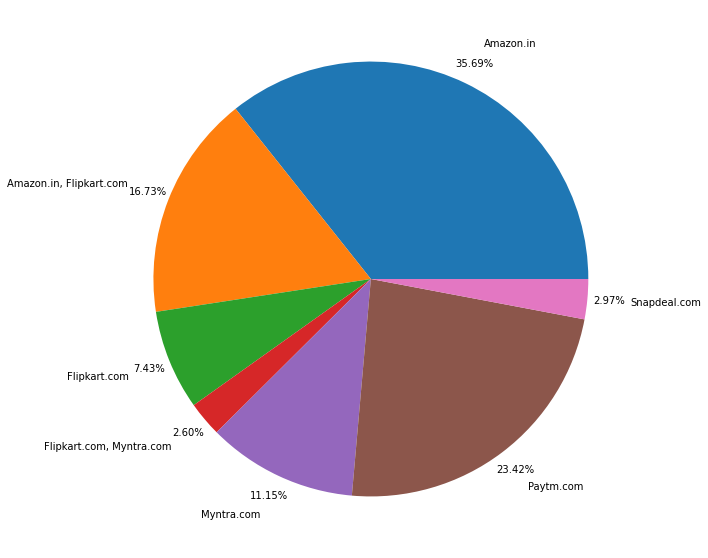 Amazon.in
35.69%
Amazon.in, Flipkart.com
16.73%
Flipkart.com
7.43%
Flipkart.com, Myntra.com
2.60%
Myntra.com
11.15%
Paytm.com
23.42%
Snapdeal.com
2.97%